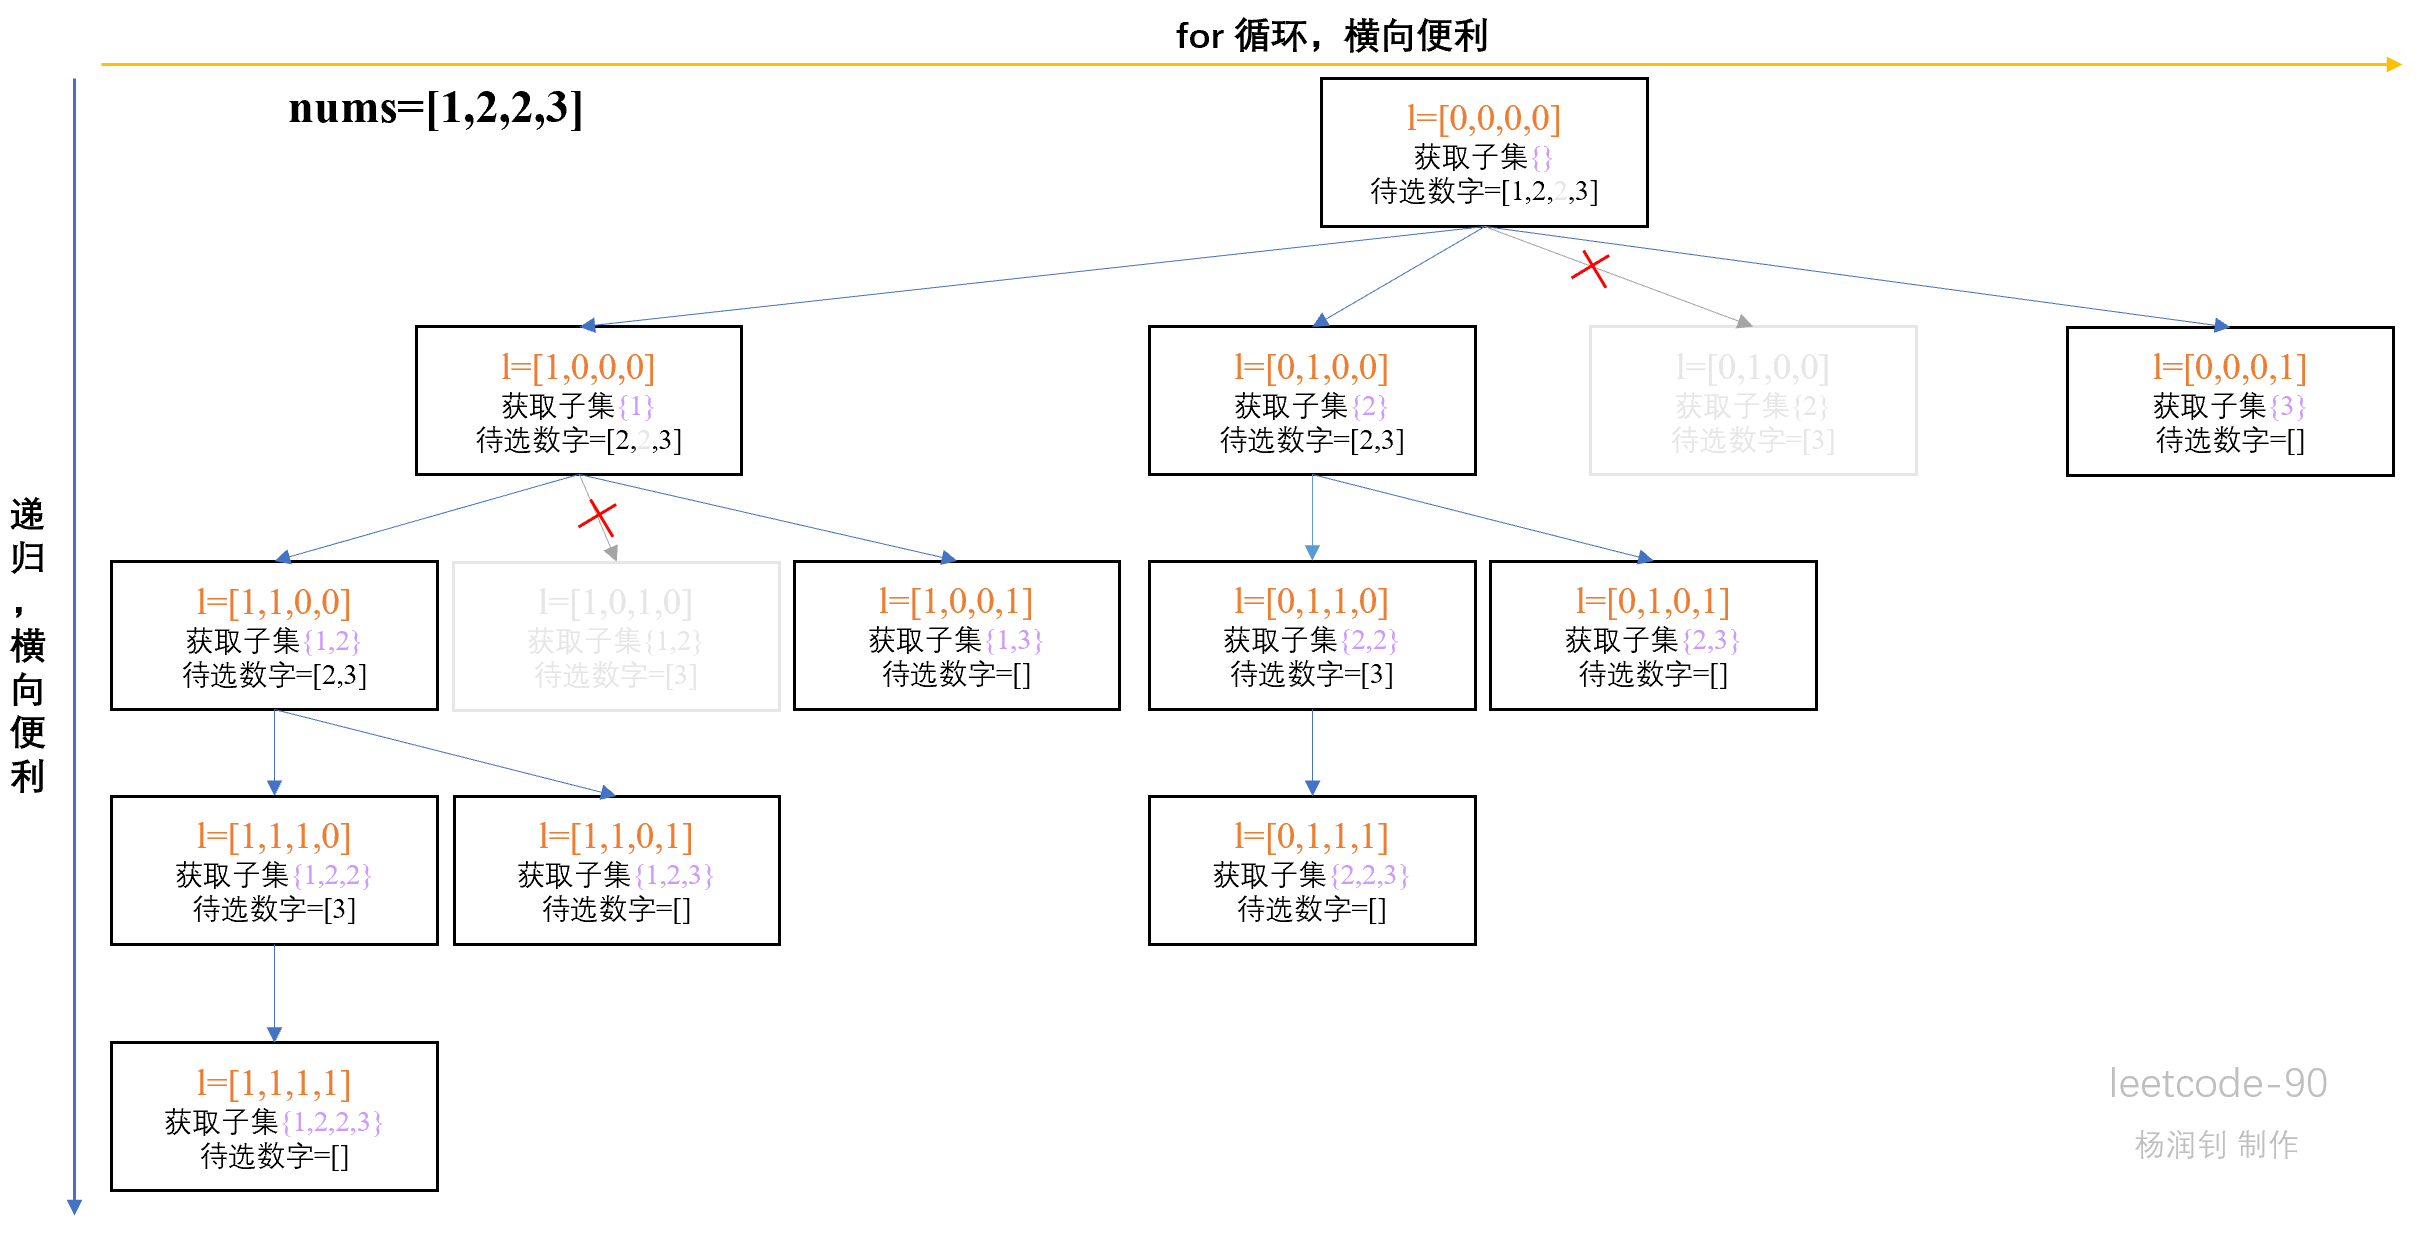 for 循环，横向便利
nums=[1,2,2,3]
l=[0,0,0,0]
获取子集{}
待选数字=[1,2,2,3]
l=[1,0,0,0]
获取子集{1}
待选数字=[2,2,3]
l=[0,1,0,0]
获取子集{2}
待选数字=[2,3]
l=[0,1,0,0]
获取子集{2}
待选数字=[3]
l=[0,0,0,1]
获取子集{3}
待选数字=[]
递归，横向便利
l=[1,1,0,0]
获取子集{1,2}
待选数字=[2,3]
l=[1,0,1,0]
获取子集{1,2}
待选数字=[3]
l=[1,0,0,1]
获取子集{1,3}
待选数字=[]
l=[0,1,1,0]
获取子集{2,2}
待选数字=[3]
l=[0,1,0,1]
获取子集{2,3}
待选数字=[]
l=[1,1,1,0]
获取子集{1,2,2}
待选数字=[3]
l=[1,1,0,1]
获取子集{1,2,3}
待选数字=[]
l=[0,1,1,1]
获取子集{2,2,3}
待选数字=[]
l=[1,1,1,1]
获取子集{1,2,2,3}
待选数字=[]
leetcode-90
杨润钊 制作